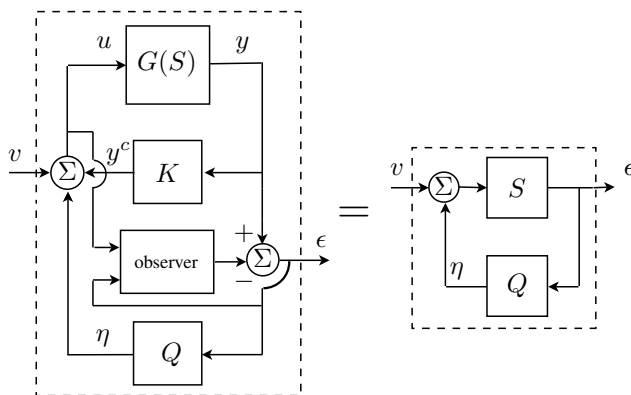 u
y
G(S)
v
Σ
y^c
K
+
observer
Σ
ϵ
−
η
Q
=
v
Σ
S
ϵ
η
Q